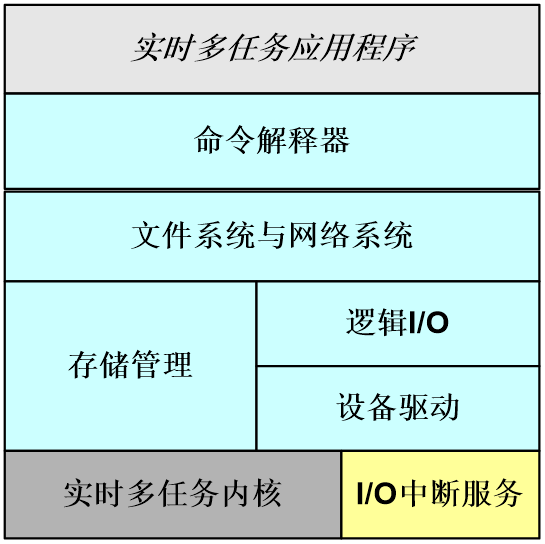 实时多任务应用程序
命令解释器
文件系统与网络系统
存储管理
逻辑I/O
设备驱动
实时多任务内核
I/O中断服务